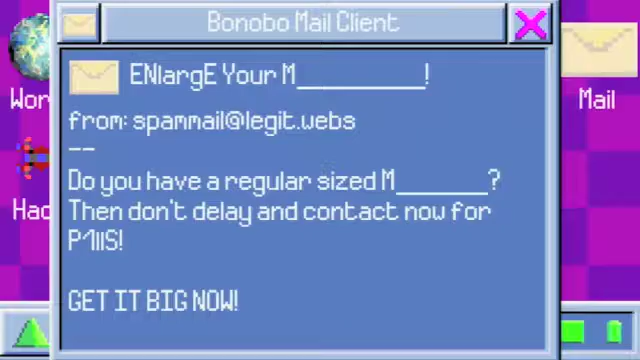 Bonobo Mail Client
ENlargE Your M__________!
Wor
Mail
from: spammail@legit.webs
--
Do you have a regular sized M_______?
Hac
Then don't delay and contact now for
P1llS!
GET IT BIG NOW!